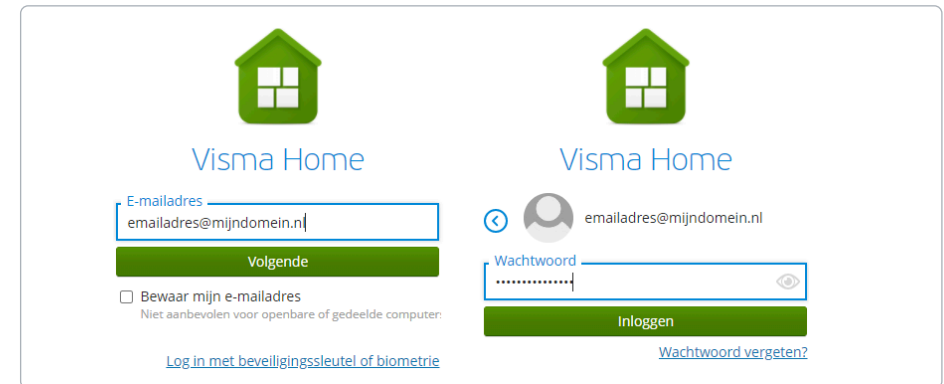 Visma Home
E-mailadres
emailadres@mijndomein.nl
Volgende
Bewaar mijn e-mailadres
Niet aanbevolen voor openbare of gedeelde computer
Log in met beveiligingssleutel of biometrie
Visma Home
emailadres@mijndomein.nl
Wachtwoord
•••••••••••••••
Inloggen
Wachtwoord vergeten?